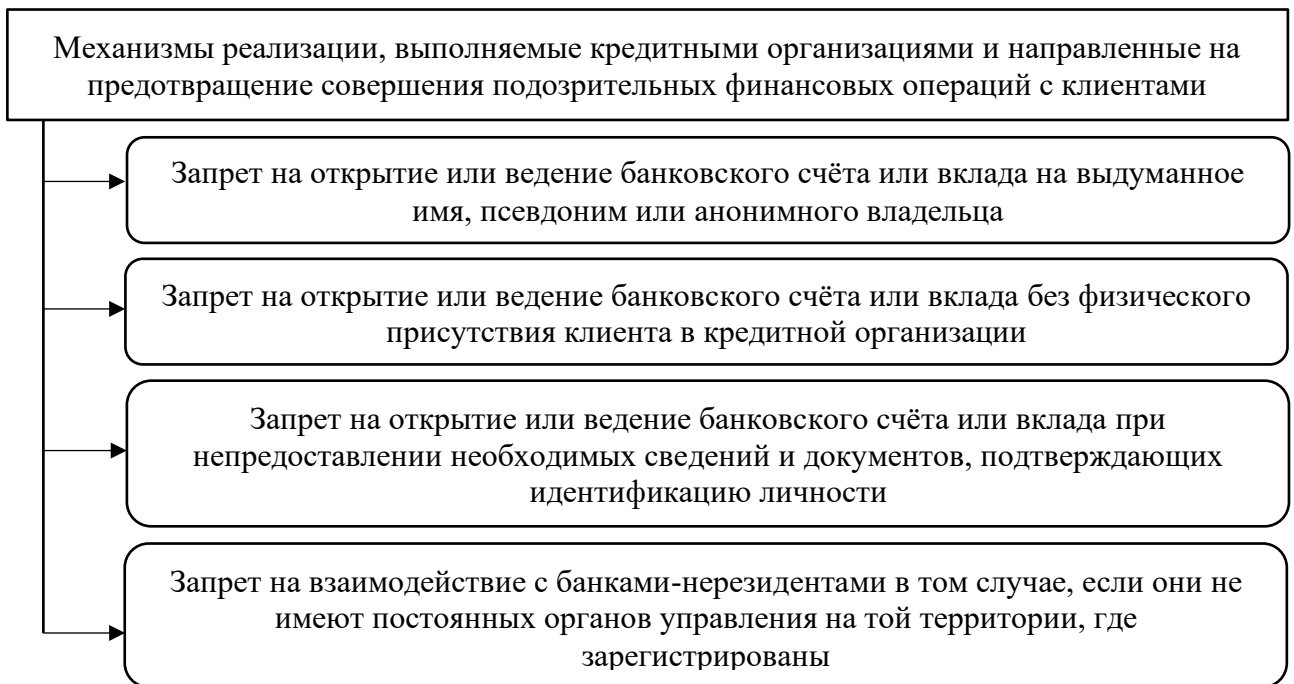 Механизмы реализации, выполняемые кредитными организациями и направленные на
предотвращение совершения подозрительных финансовых операций с клиентами
Запрет на открытие или ведение банковского счёта или вклада на выдуманное
имя, псевдоним или анонимного владельца
Запрет на открытие или ведение банковского счёта или вклада без физического
присутствия клиента в кредитной организации
Запрет на открытие или ведение банковского счёта или вклада при
непредоставлении необходимых сведений и документов, подтверждающих
идентификацию личности
Запрет на взаимодействие с банками-нерезидентами в том случае, если они не
имеют постоянных органов управления на той территории, где
зарегистрированы